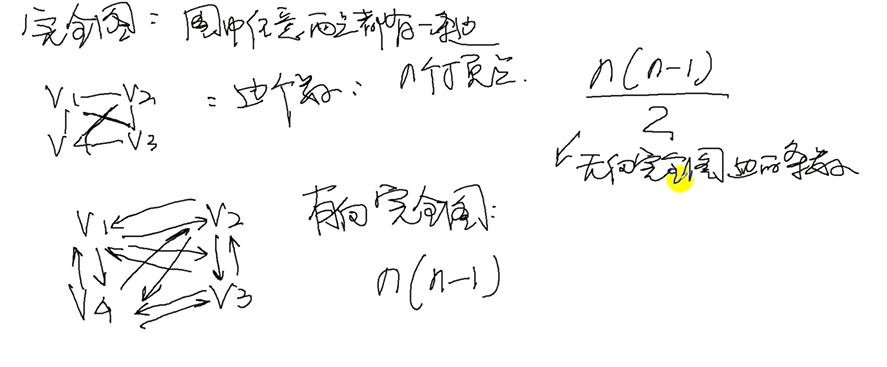 完全图：图中任意两点都有一条边
V1 V2
V4 V3
：边个数：n个顶点. n(n-1)
2
无向完全图边的条数
V1 V2
V4 V3
有向完全图：
n(n-1)